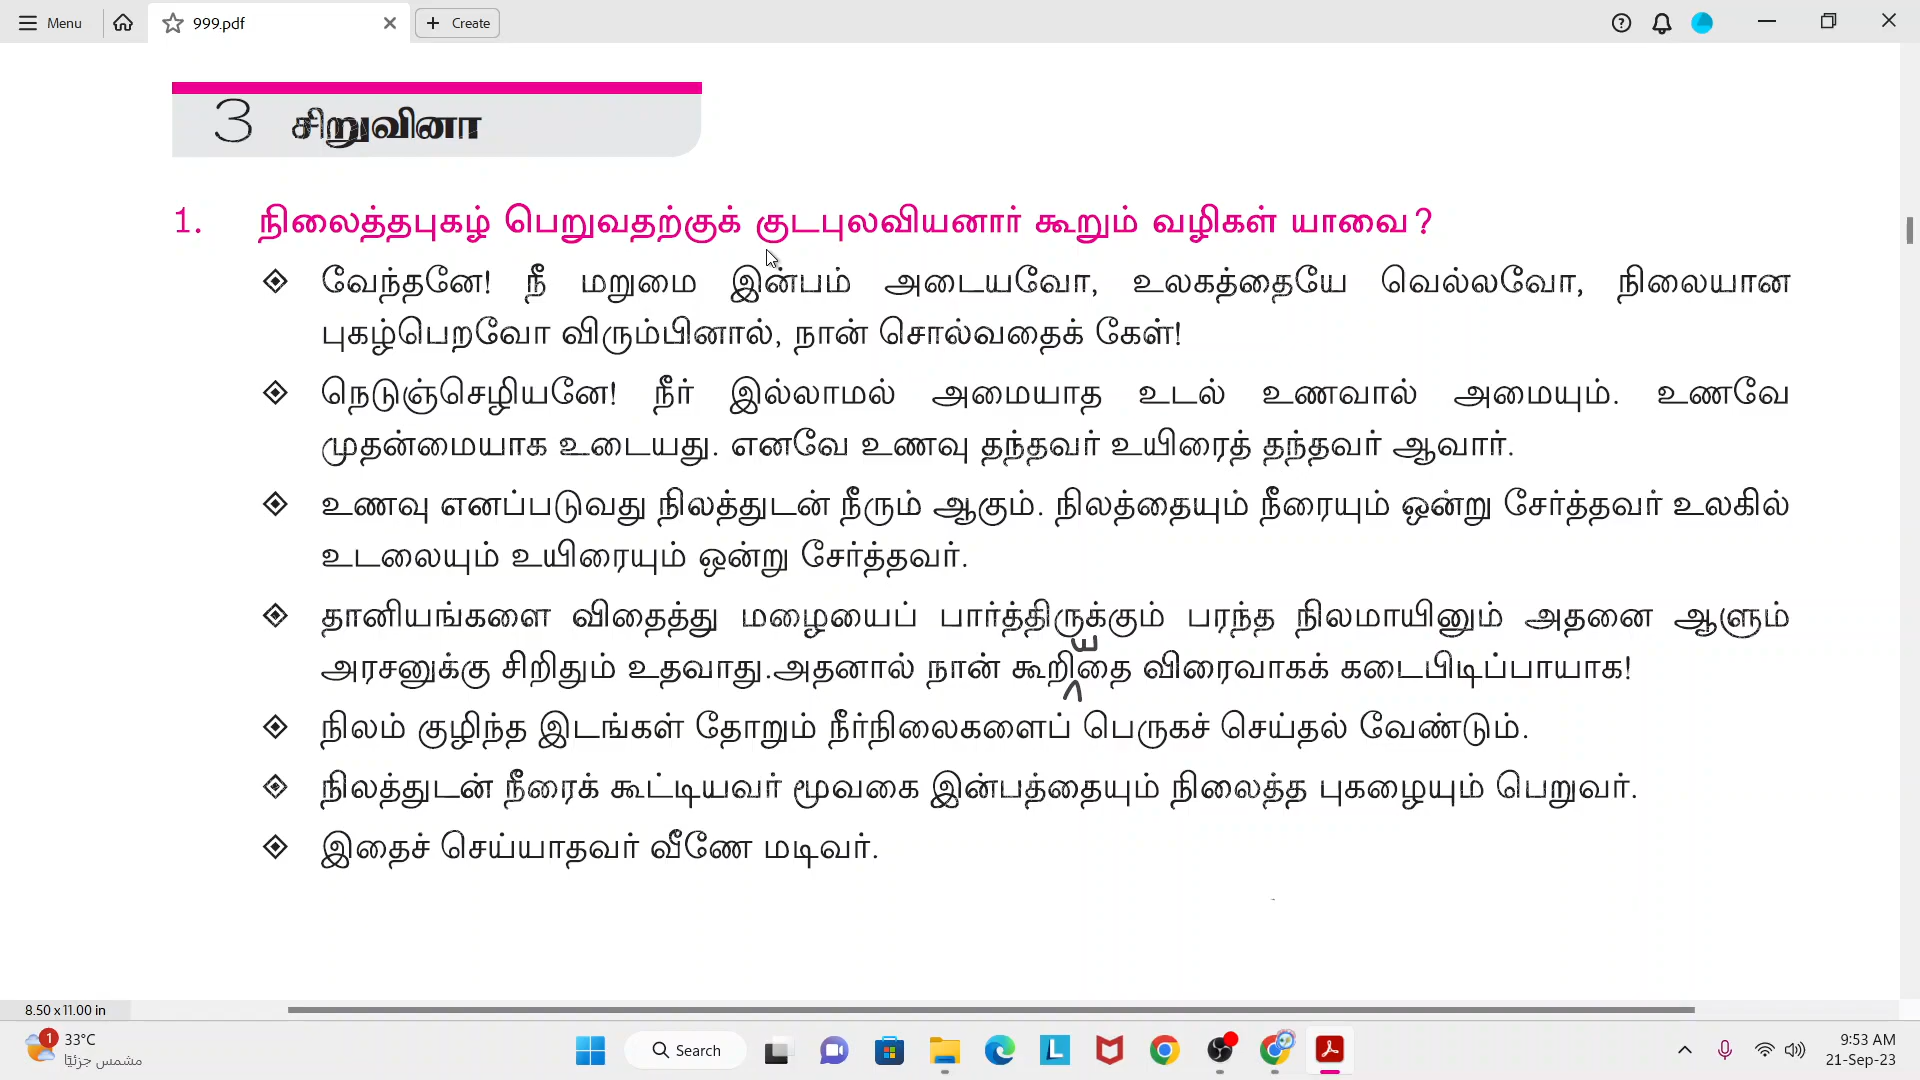 Menu
999.pdf
Create
3 சிறுவினா
1. நிலைத்தபுகழ் பெறுவதற்குக் குடபுலவியனார் கூறும் வழிகள் யாவை?
வேந்தனே! நீ மறுமை இன்பம் அடையவோ, உலகத்தையே வெல்லவோ, நிலையான
புகழ்பெறவோ விரும்பினால், நான் சொல்வதைக் கேள்!
நெடுஞ்செழியனே! நீர் இல்லாமல் அமையாத உடல் உணவால் அமையும். உணவே
முதன்மையாக உடையது. எனவே உணவு தந்தவர் உயிரைத் தந்தவர் ஆவார்.
உணவு எனப்படுவது நிலத்துடன் நீரும் ஆகும். நிலத்தையும் நீரையும் ஒன்று சேர்த்தவர் உலகில்
உடலையும் உயிரையும் ஒன்று சேர்த்தவர்.
தானியங்களை விதைத்து மழையைப் பார்த்திருக்கும் பரந்த நிலமாயினும் அதனை ஆளும்
ய
அரசனுக்கு சிறிதும் உதவாது.அதனால் நான் கூறிதை விரைவாகக் கடைபிடிப்பாயாக!
நிலம் குழிந்த இடங்கள் தோறும் நீர்நிலைகளைப் பெருகச் செய்தல் வேண்டும்.
நிலத்துடன் நீரைக் கூட்டியவர் மூவகை இன்பத்தையும் நிலைத்த புகழையும் பெறுவர்.
இதைச் செய்யாதவர் வீணே மடிவர்.
8.50 x 11.00 in
1
33°C
مشمس جزئيًا
Search
L
9:53 AM
21-Sep-23